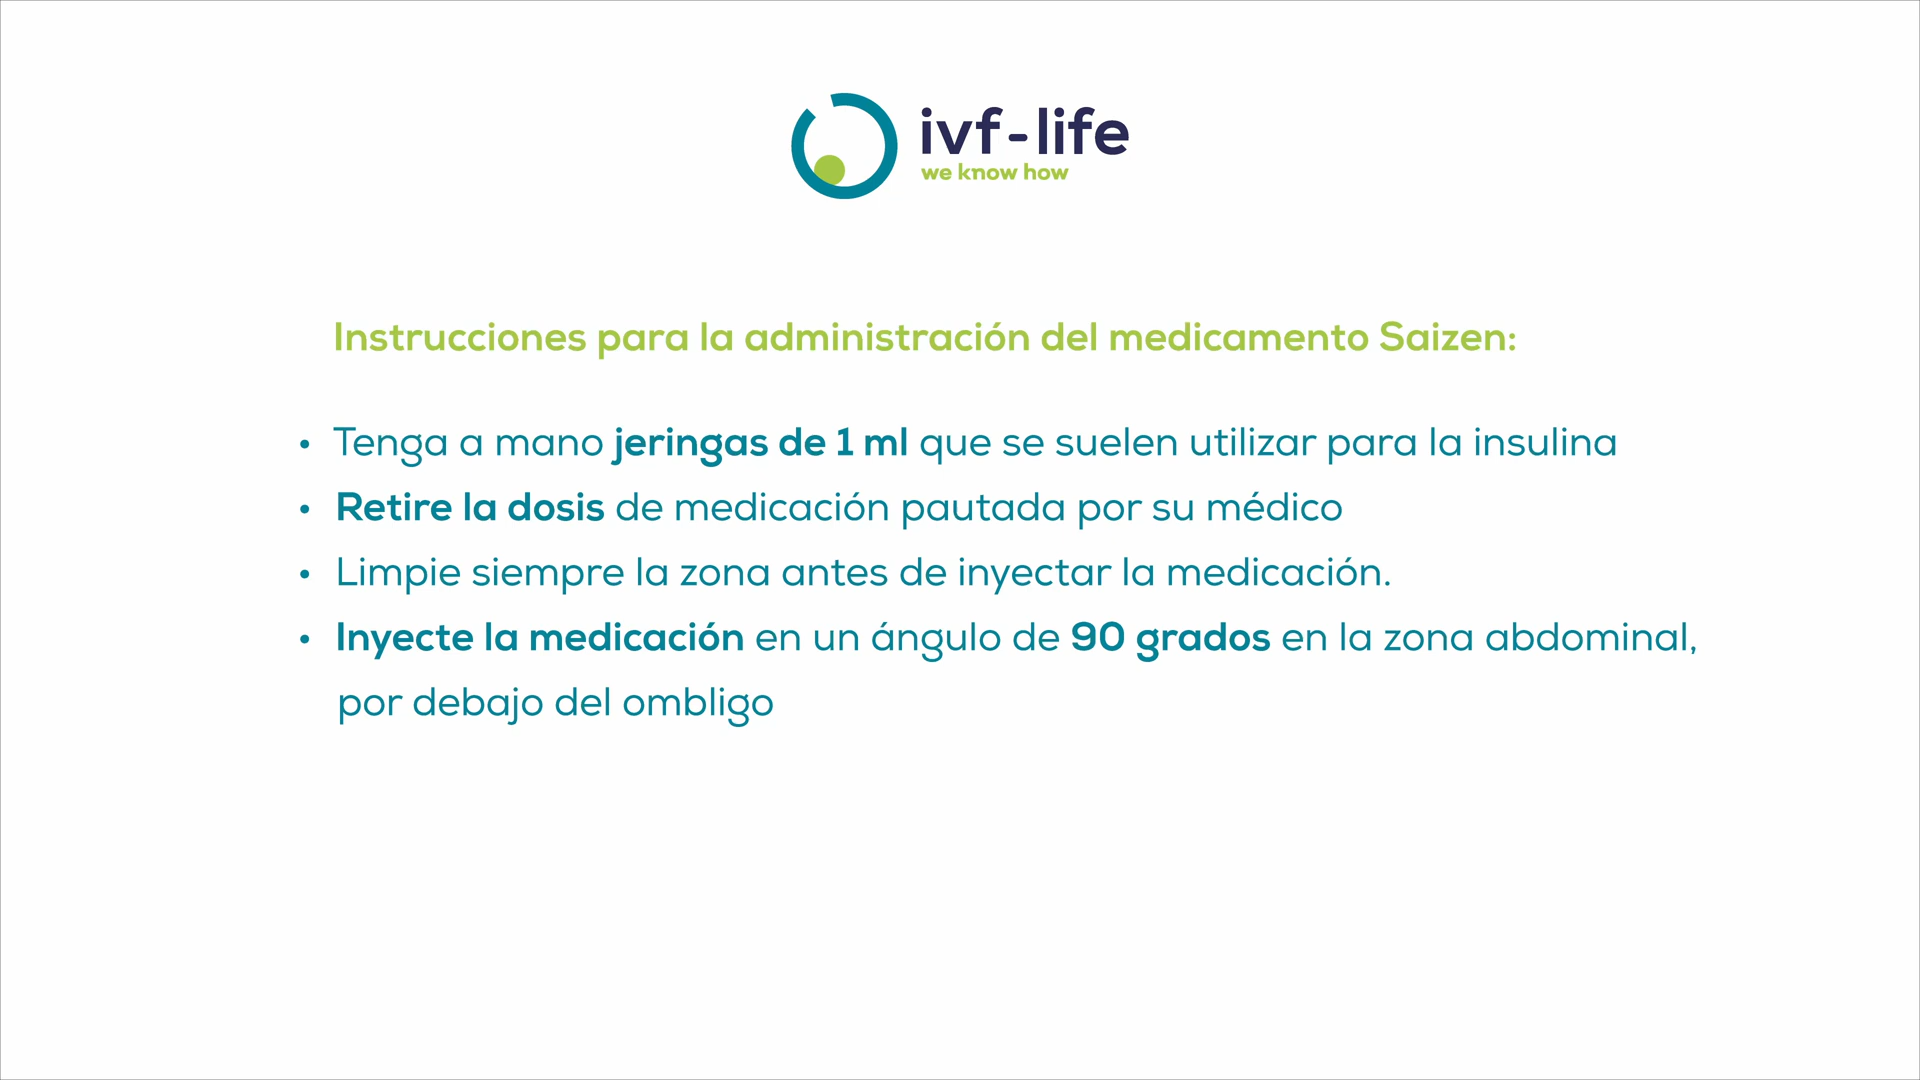 ivf-life
we know how
Instrucciones para la administración del medicamento Saizen:
• Tenga a mano jeringas de 1 ml que se suelen utilizar para la insulina
• Retire la dosis de medicación pautada por su médico
• Limpie siempre la zona antes de inyectar la medicación.
• Inyecte la medicación en un ángulo de 90 grados en la zona abdominal,
por debajo del ombligo